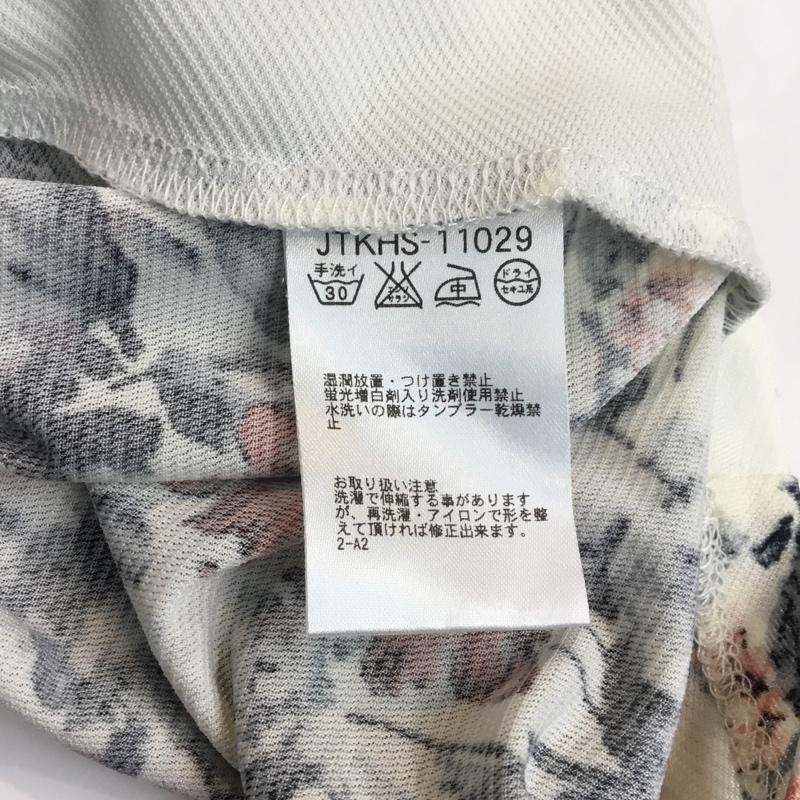 JTKHS-11029
手洗イ
30
エンソ
サラシ
中
ドライ
セキユ系
湿潤放置・つけ置き禁止
蛍光増白剤入り洗剤使用禁止
水洗いの際はタンブラー乾燥禁
止
お取り扱い注意
洗濯で伸縮する事があります
が、再洗濯・アイロンで形を整
えて頂ければ修正出来ます。
2-A2